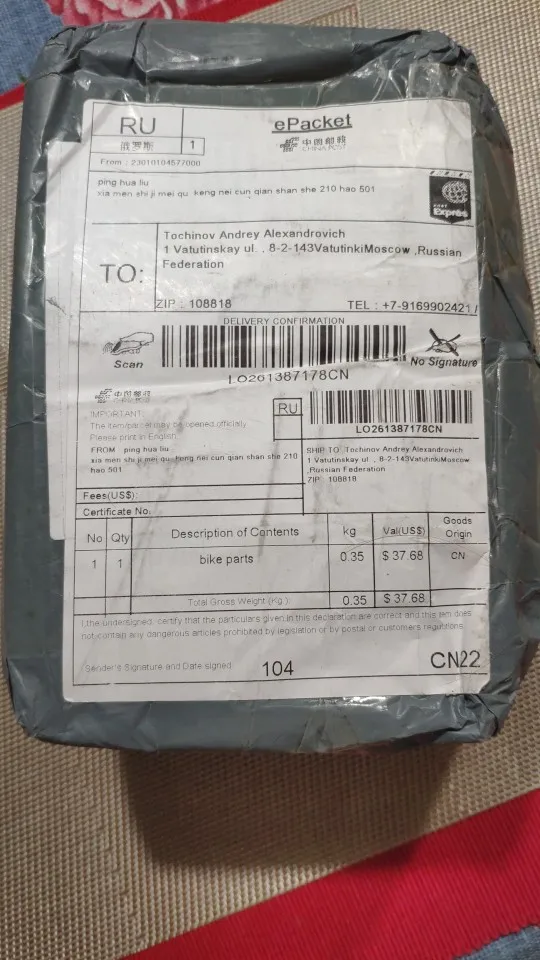 RU
俄罗斯 1
ePacket
中国邮政
CHINA POST
From : 23010104577000
ping hua liu
xia men shi ji mei qu keng nei cun qian shan she 210 hao 501
Express
TO:
Tochinov Andrey Alexandrovich
1 Vatutinskay ul. , 8-2-143VatutinkiMoscow ,Russian
Federation
ZIP : 108818 TEL : +7-9169902421/
DELIVERY CONFIRMATION
Scan
No Signature
LO261387178CN
中国邮政
RU
LO261387178CN
IMPORTANT:
The item/parcel may be opened officially
Please print in English
FROM ping hua liu
xia men shi ji mei qu keng nei cun qian shan she 210
hao 501
SHIP TO: Tochinov Andrey Alexandrovich
1 Vatutinskay ul. , 8-2-143VatutinkiMoscow
,Russian Federation
ZIP 108818
Fees(US$):
Certificate No.
No Qty Description of Contents kg Val(US$) Goods Origin
1 1 bike parts 0.35 $ 37.68 CN
Total Gross Weight (Kg.) 0.35 $ 37.68
I,the undersigned, certify that the particulars given in this declaration are correct and this item does
not contain any dangerous articles prohibited by legislation or by postal or customers regultions.
Sender's Signature and Date signed 104 CN22